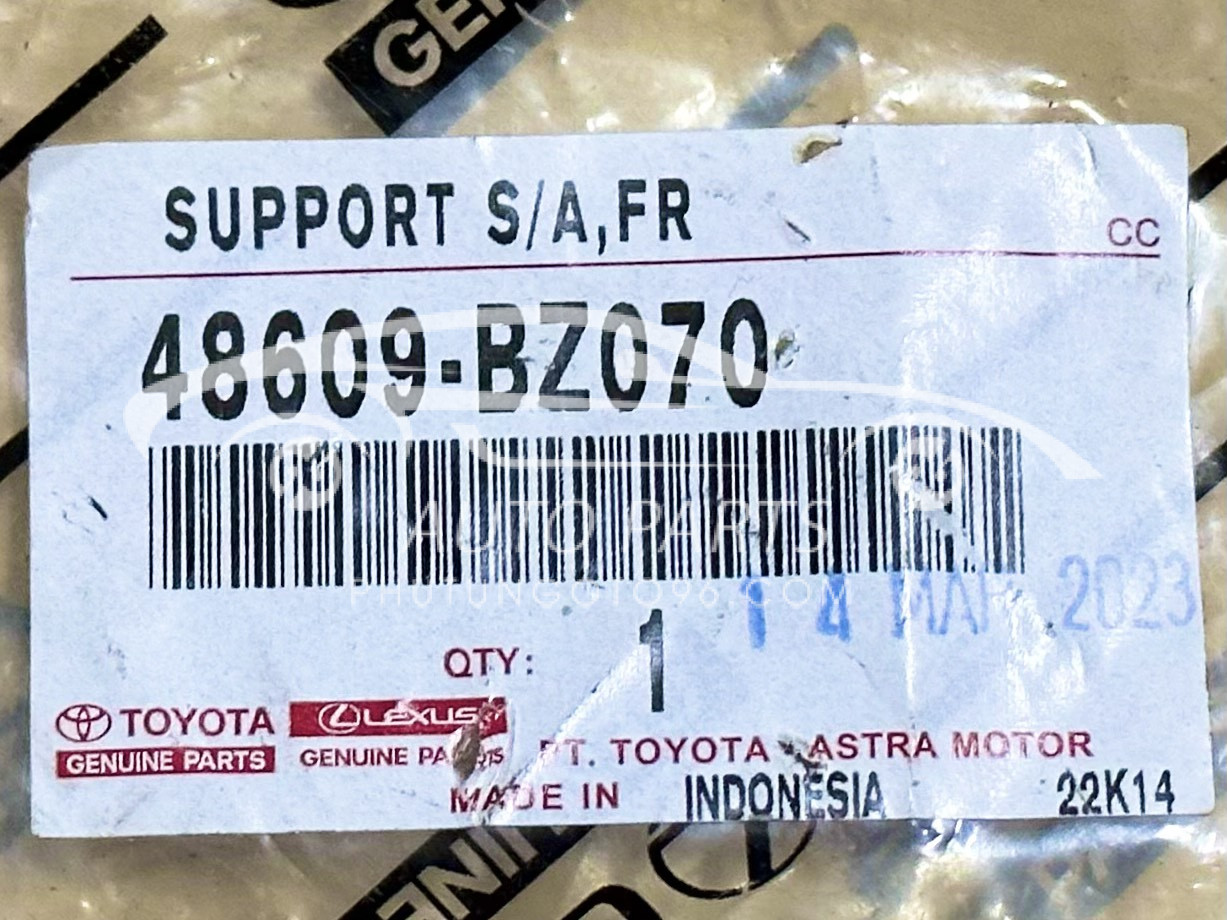 SUPPORT S/A,FR
CC
48609-BZ070
AUTO PARTS
PHUTUNGOTO96.COM
14 MAR 2023
QTY: 1
TOYOTA
GENUINE PARTS
LEXUS
GENUINE PARTS
PT. TOYOTA - ASTRA MOTOR
MADE IN INDONESIA
22K14